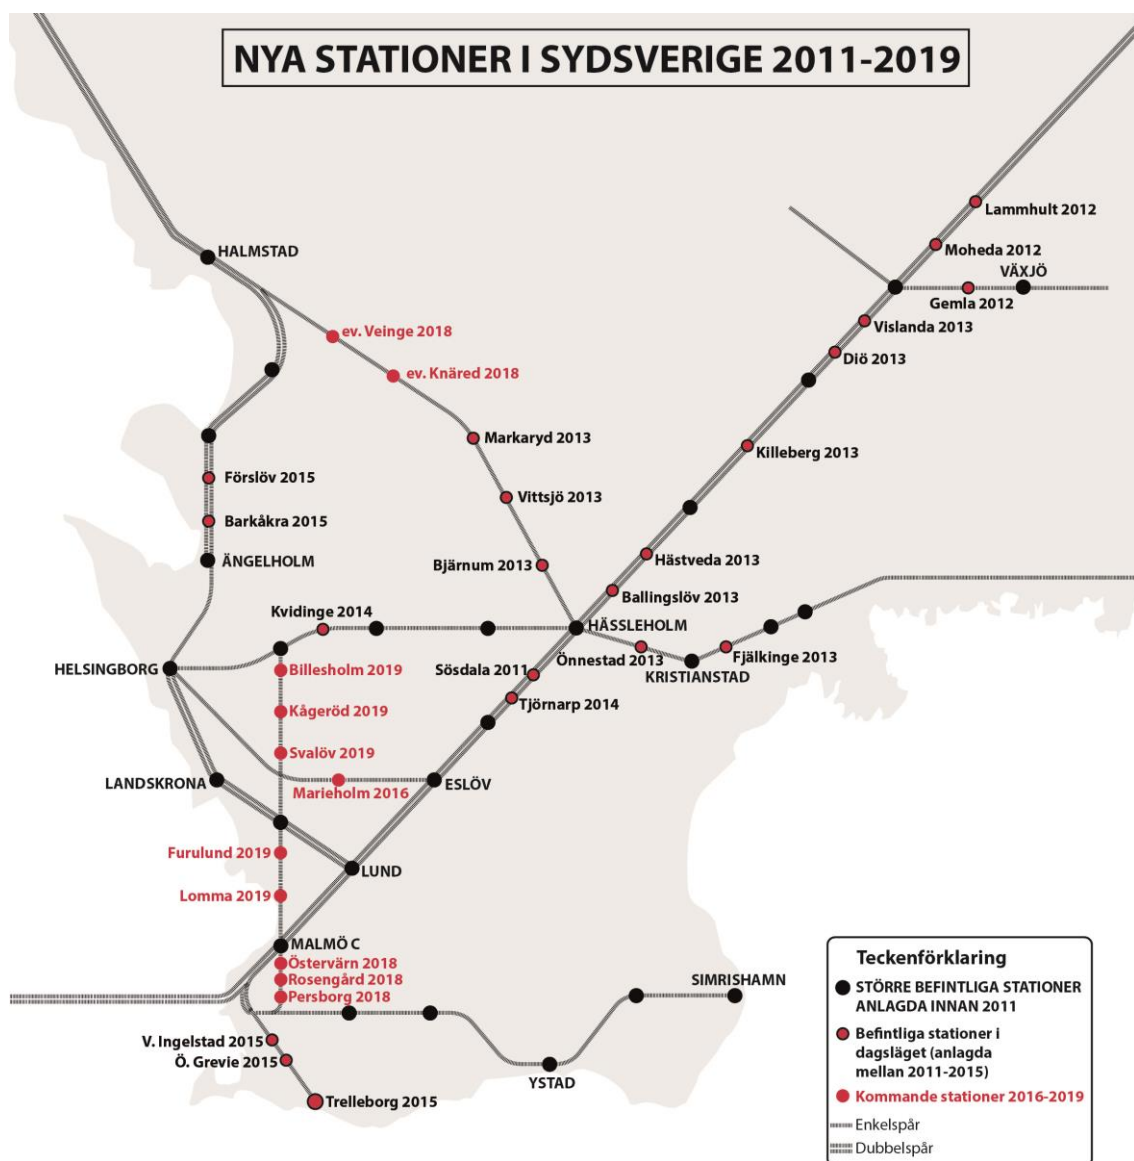 NYA STATIONER I SYDSVERIGE 2011-2019
Lammhult 2012
Moheda 2012
HALMSTAD
VÄXJÖ
Gemla 2012
Vislanda 2013
ev. Veinge 2018
Diö 2013
ev. Knäred 2018
Markaryd 2013
Killeberg 2013
Förslöv 2015
Vittsjö 2013
Barkåkra 2015
ÄNGELHOLM
Hästveda 2013
Bjärnum 2013
Ballingslöv 2013
Kvidinge 2014
HÄSSLEHOLM
Önnestad 2013
Fjälkinge 2013
HELSINGBORG
Billesholm 2019
Sösdala 2011
KRISTIANSTAD
Tjörnarp 2014
Kågeröd 2019
Svalöv 2019
LANDSKRONA
Marieholm 2016
ESLÖV
Furulund 2019
LUND
Lomma 2019
MALMÖ C
Östervärn 2018
Rosengård 2018
Persborg 2018
SIMRISHAMN
V. Ingelstad 2015
Ö. Grevie 2015
YSTAD
Trelleborg 2015
Teckenförklaring
STÖRRE BEFINTLIGA STATIONER
ANLAGDA INNAN 2011
Befintliga stationer i
dagsläget (anlagda
mellan 2011-2015)
Kommande stationer 2016-2019
Enkelspår
Dubbelspår